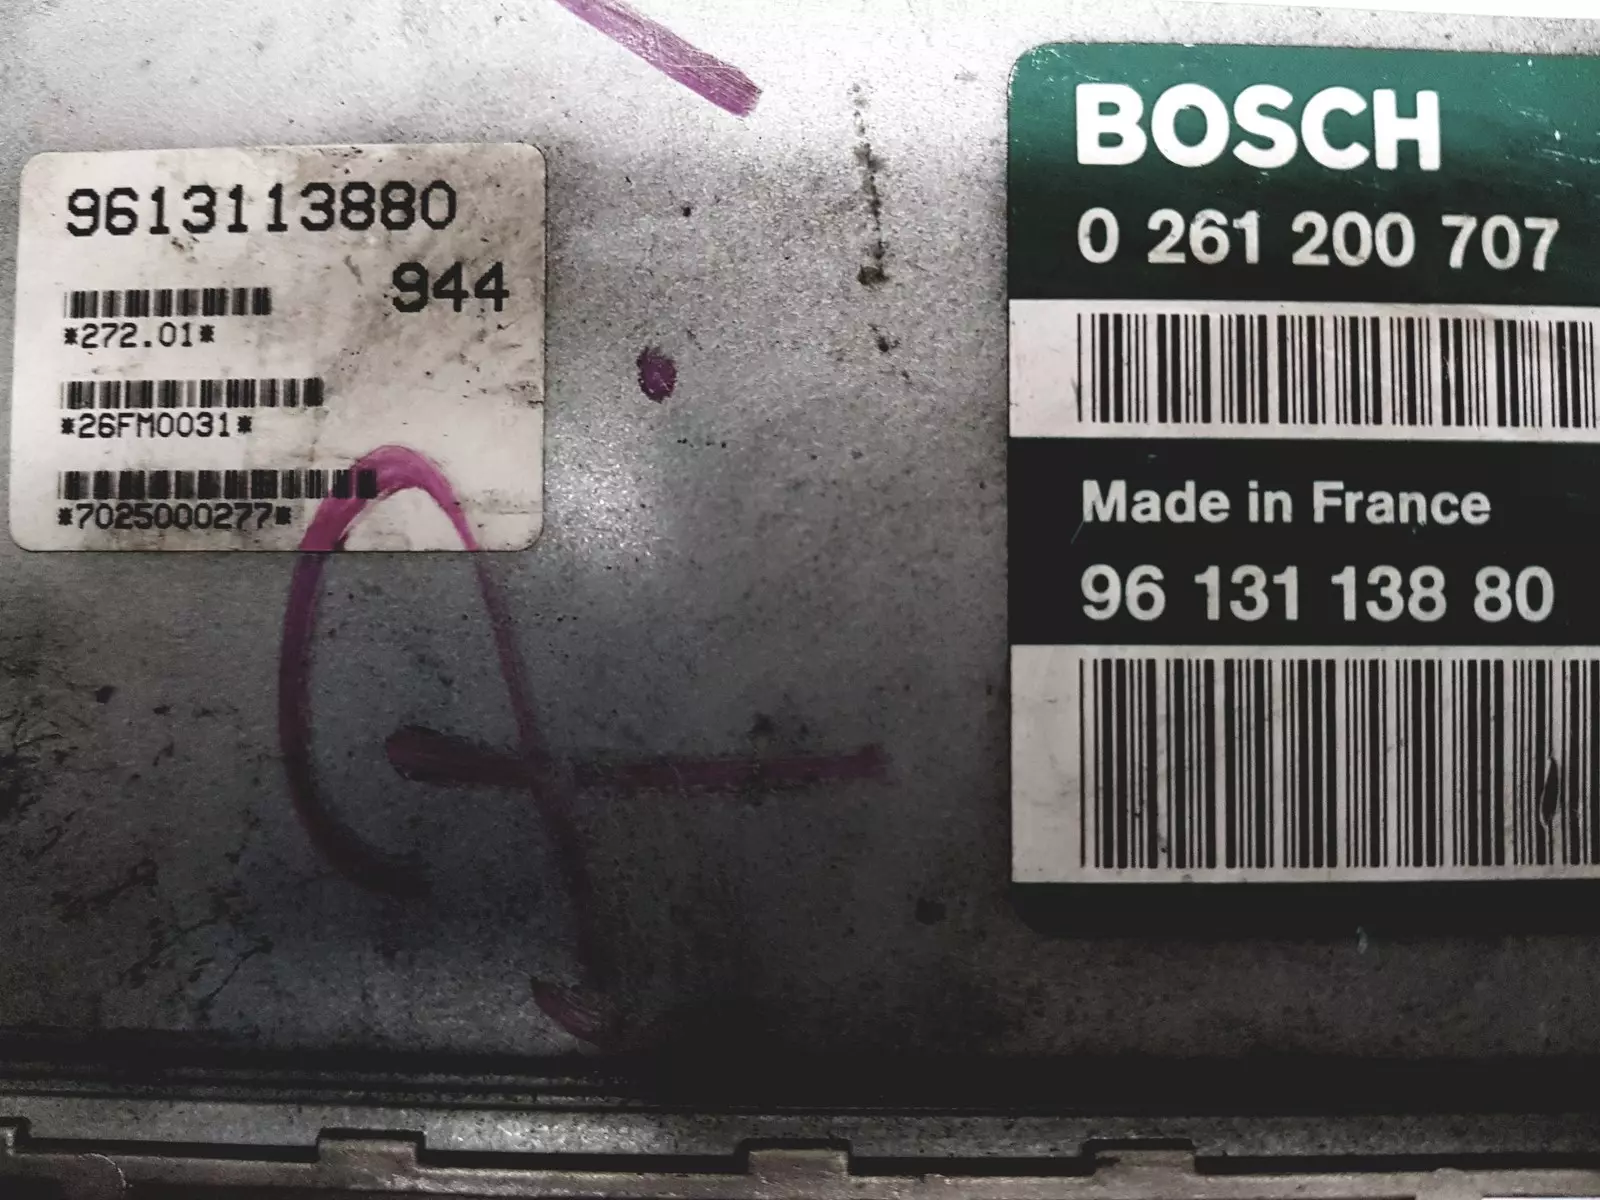 9613113880
944
*272.01*
*26FM0031*
*7025000277*
BOSCH
0 261 200 707
Made in France
96 131 138 80